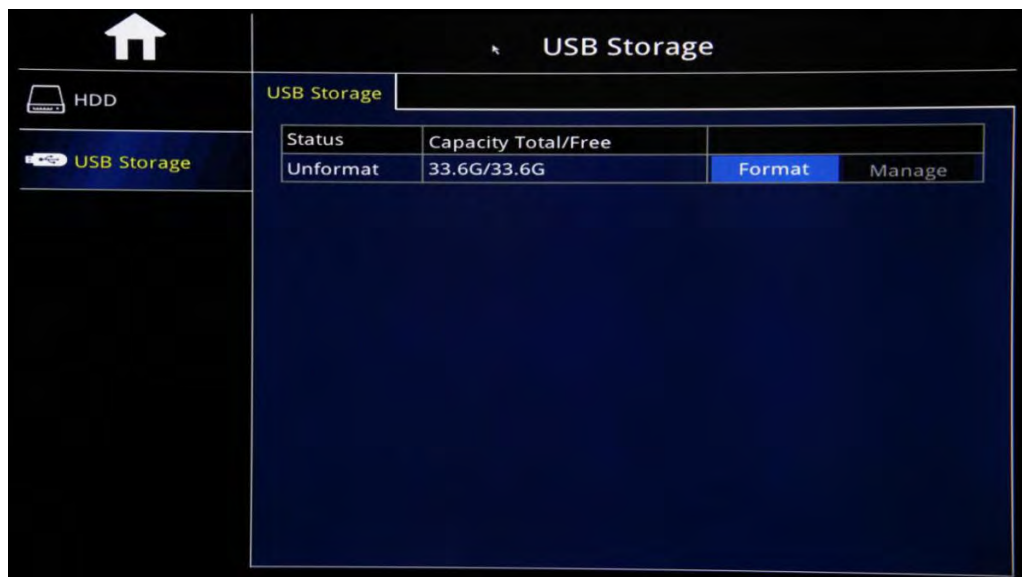 USB Storage
HDD
USB Storage
USB Storage
Status Capacity Total/Free
Unformat 33.6G/33.6G Format Manage